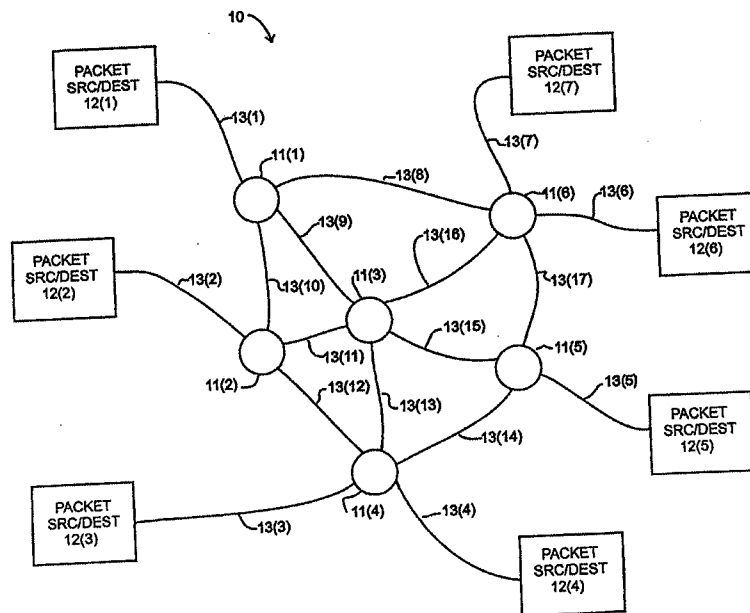 10
PACKET
SRC/DEST
12(1)
PACKET
SRC/DEST
12(7)
13(1)
13(7)
11(1)
13(8)
11(6)
13(6)
PACKET
SRC/DEST
12(6)
13(9)
13(16)
PACKET
SRC/DEST
12(2)
13(2)
13(10)
11(3)
13(17)
13(15)
11(5)
13(11)
11(2)
13(12)
13(13)
13(5)
PACKET
SRC/DEST
12(5)
13(14)
PACKET
SRC/DEST
12(3)
13(3)
11(4)
13(4)
PACKET
SRC/DEST
12(4)